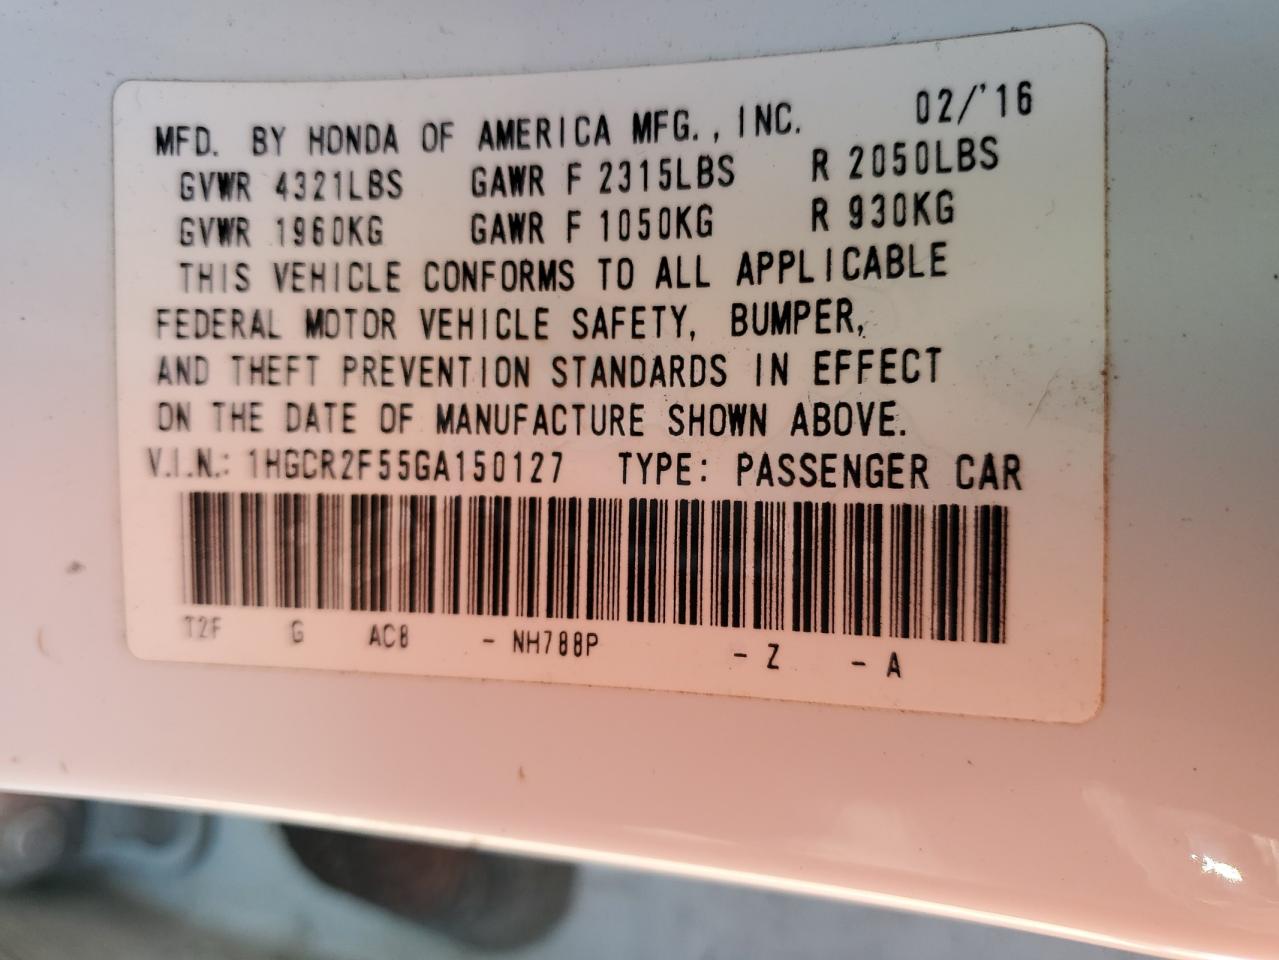 MFD. BY HONDA OF AMERICA MFG., INC. 02/'16
GVWR 4321LBS GAWR F 2315LBS R 2050LBS
GVWR 1960KG GAWR F 1050KG R 930KG
THIS VEHICLE CONFORMS TO ALL APPLICABLE
FEDERAL MOTOR VEHICLE SAFETY, BUMPER,
AND THEFT PREVENTION STANDARDS IN EFFECT
ON THE DATE OF MANUFACTURE SHOWN ABOVE.
V.I.N.: 1HGCR2F55GA150127 TYPE: PASSENGER CAR
T2F G AC8 - NH788P - Z - A